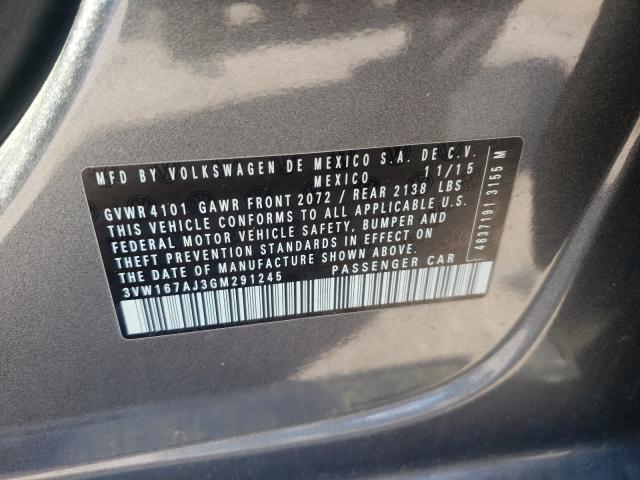 MFD BY VOLKSWAGEN DE MEXICO S.A. DE C.V.
MEXICO 11/15
GVWR 4101 GAWR FRONT 2072 / REAR 2138 LBS
THIS VEHICLE CONFORMS TO ALL APPLICABLE U.S.
FEDERAL MOTOR VEHICLE SAFETY, BUMPER AND
THEFT PREVENTION STANDARDS IN EFFECT ON
THE DATE OF MANUFACTURE SHOWN ABOVE.
3VW167AJ3GM291245 PASSENGER CAR
4837191 3155 M